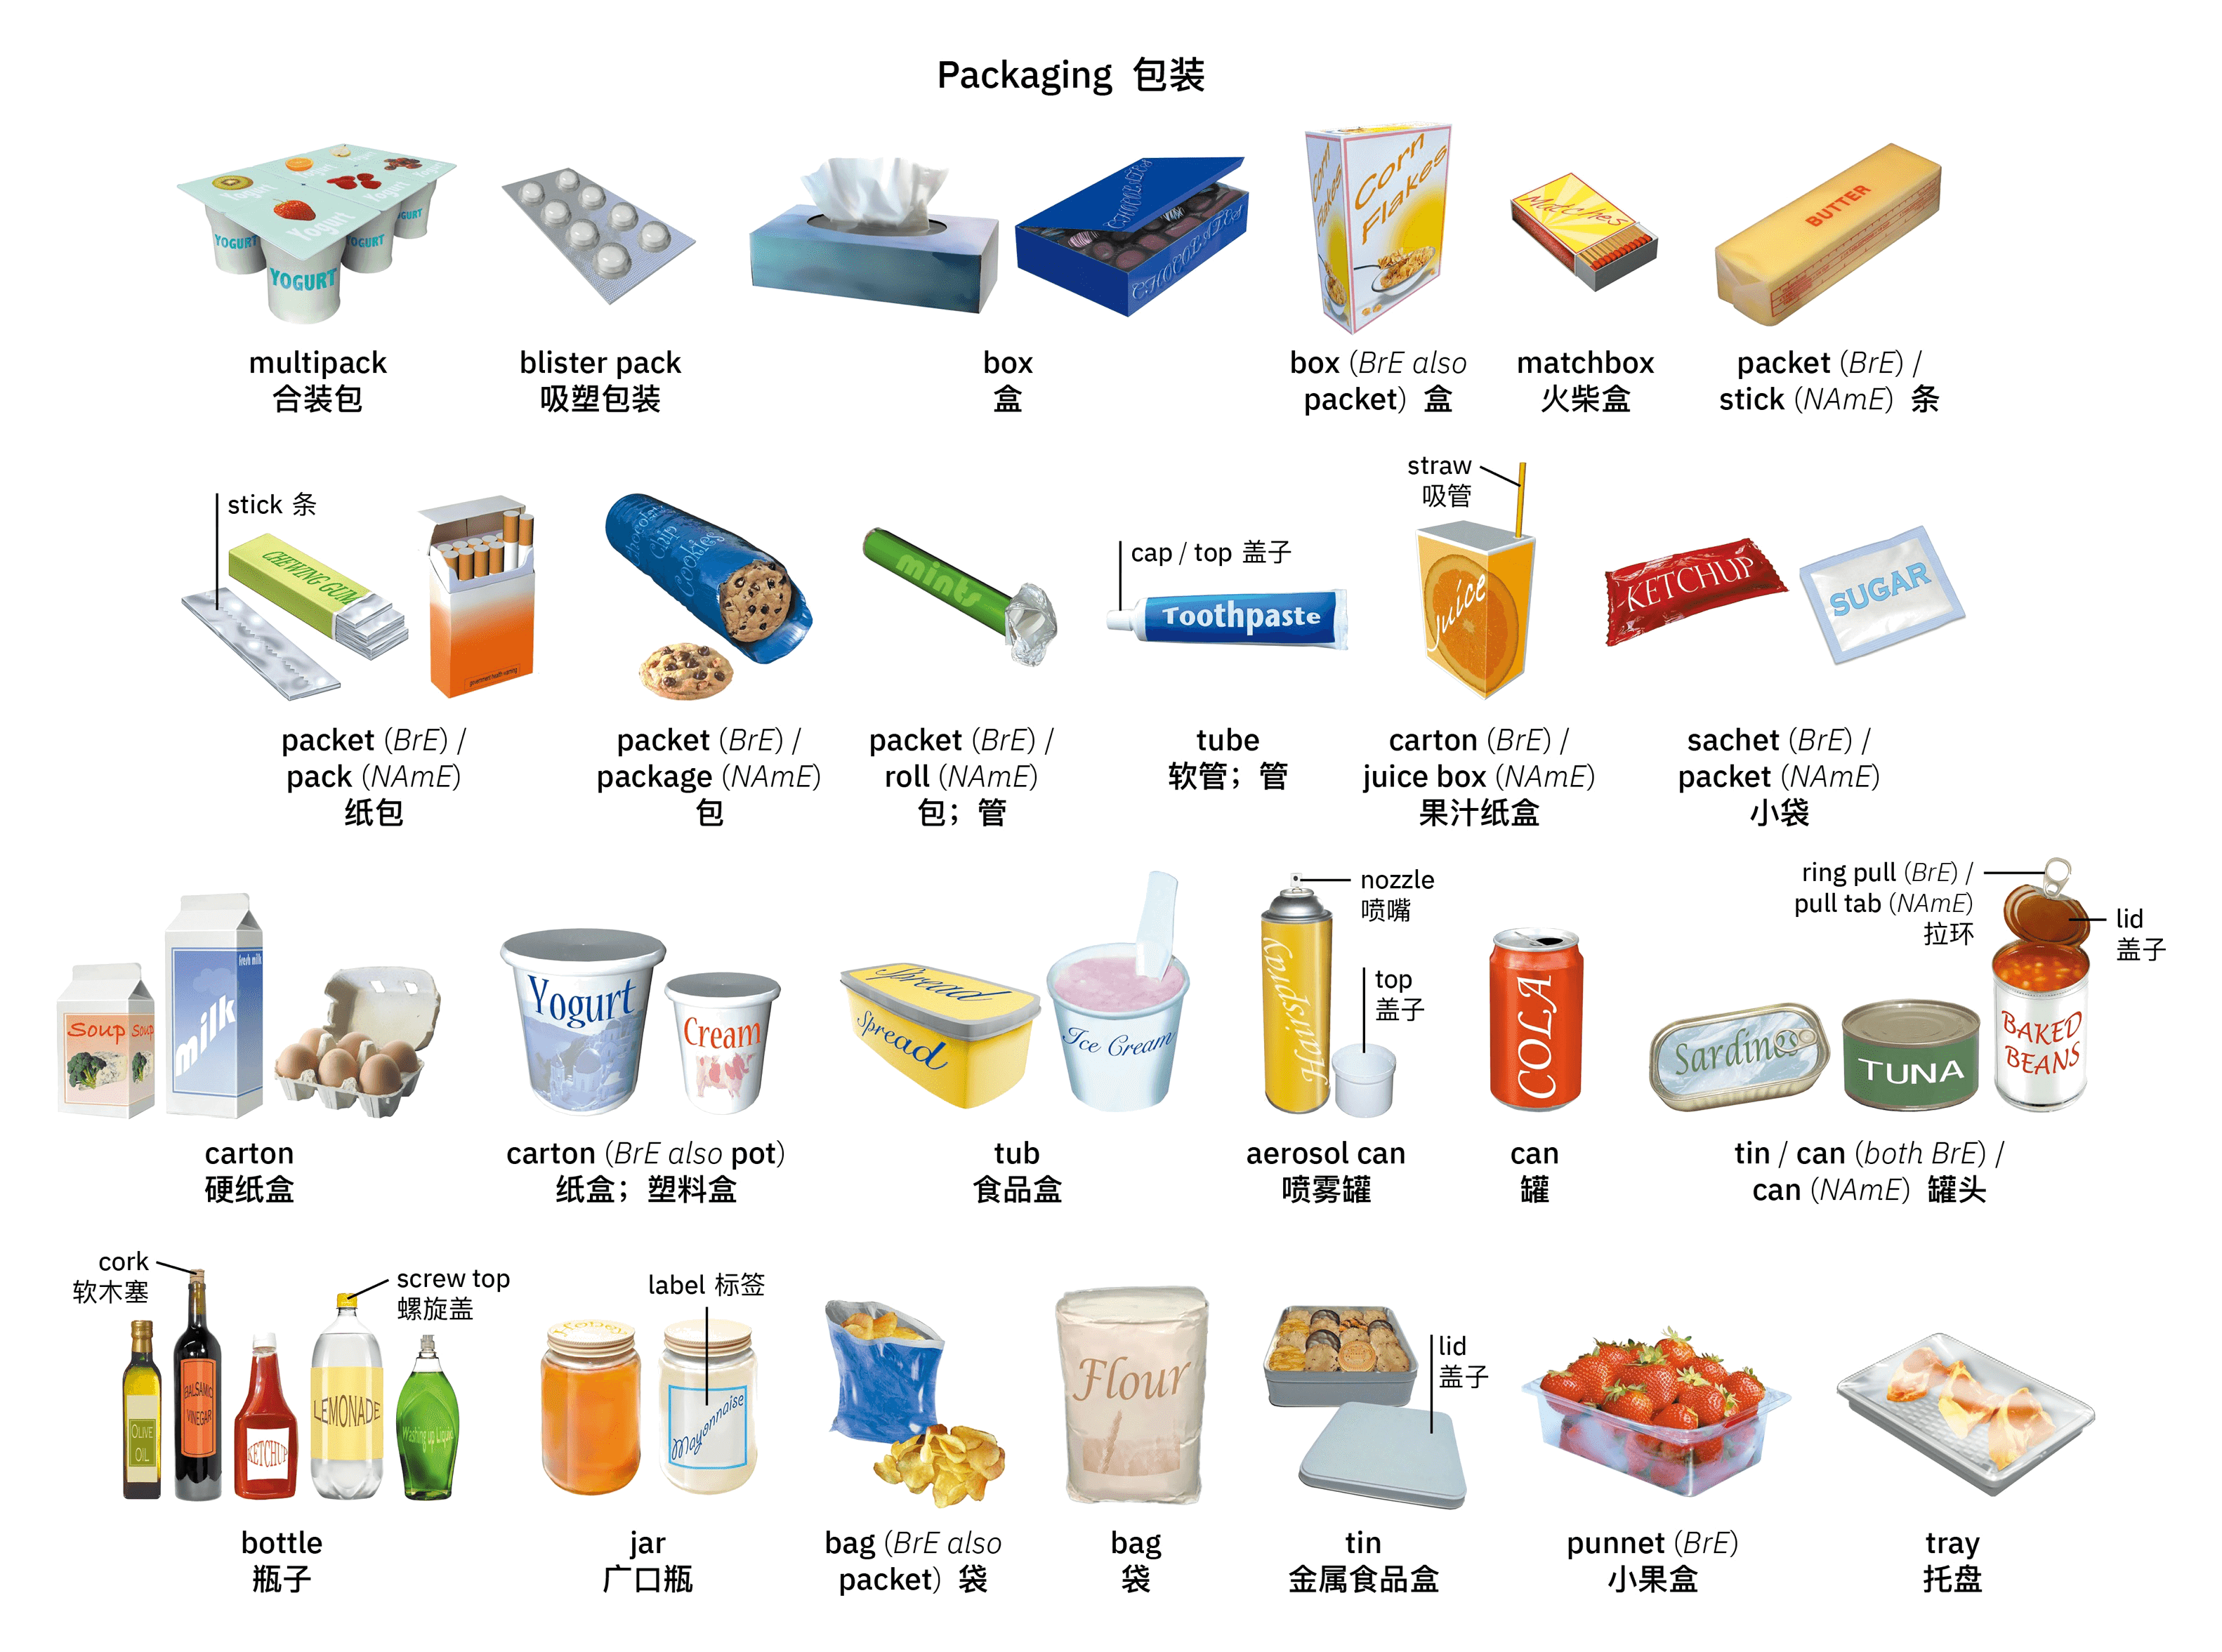 Packaging 包装
Yogurt
Yogurt
Yogurt
Yogurt
YOGURT
YOGURT
YOGURT
CHOCOLATES
CHOCOLATES
Corn Flakes
Corn Flakes
Matches
BUTTER
multipack
合装包
blister pack
吸塑包装
box
盒
box (BrE also
packet) 盒
matchbox
火柴盒
packet (BrE) /
stick (NAmE) 条
stick 条
CHEWING GUM
government health warning
chocolate
chip
Cookies
mints
cap / top 盖子
Toothpaste
straw
吸管
Juice
KETCHUP
SUGAR
packet (BrE) /
pack (NAmE)
纸包
packet (BrE) /
package (NAmE)
包
packet (BrE) /
roll (NAmE)
包；管
tube
软管；管
carton (BrE) /
juice box (NAmE)
果汁纸盒
sachet (BrE) /
packet (NAmE)
小袋
Soup
Soup
fresh milk
milk
Yogurt
Cream
Spread
Spread
Ice Cream
nozzle
喷嘴
Hairspray
top
盖子
COLA
ring pull (BrE) /
pull tab (NAmE)
拉环
lid
盖子
Sardines
TUNA
BAKED
BEANS
carton
硬纸盒
carton (BrE also pot)
纸盒；塑料盒
tub
食品盒
aerosol can
喷雾罐
can
罐
tin / can (both BrE) /
can (NAmE) 罐头
cork
软木塞
screw top
螺旋盖
OLIVE
OIL
BALSAMIC
VINEGAR
KETCHUP
LEMONADE
Washing up Liquid
label 标签
Honey
Mayonnaise
Flour
lid
盖子
bottle
瓶子
jar
广口瓶
bag (BrE also
packet) 袋
bag
袋
tin
金属食品盒
punnet (BrE)
小果盒
tray
托盘